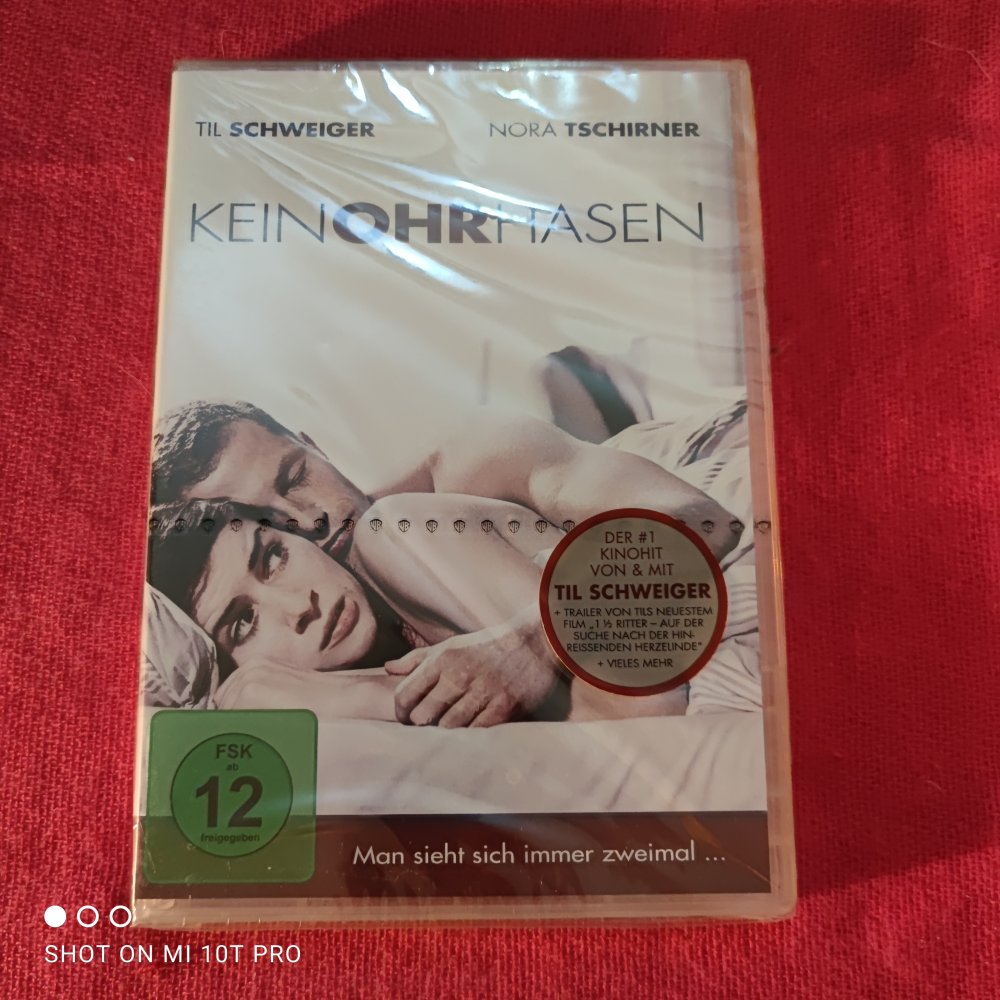 TIL SCHWEIGER
NORA TSCHIRNER
KEINOHRHASEN
DER #1
KINOHIT
VON & MIT
TIL SCHWEIGER
+ TRAILER VON TILS NEUESTEM
FILM „1 ½ RITTER – AUF DER
SUCHE NACH DER HIN-
REISSENDEN HERZELINDE"
+ VIELES MEHR
FSK
ab
12
freigegeben
Man sieht sich immer zweimal ...
SHOT ON MI 10T PRO